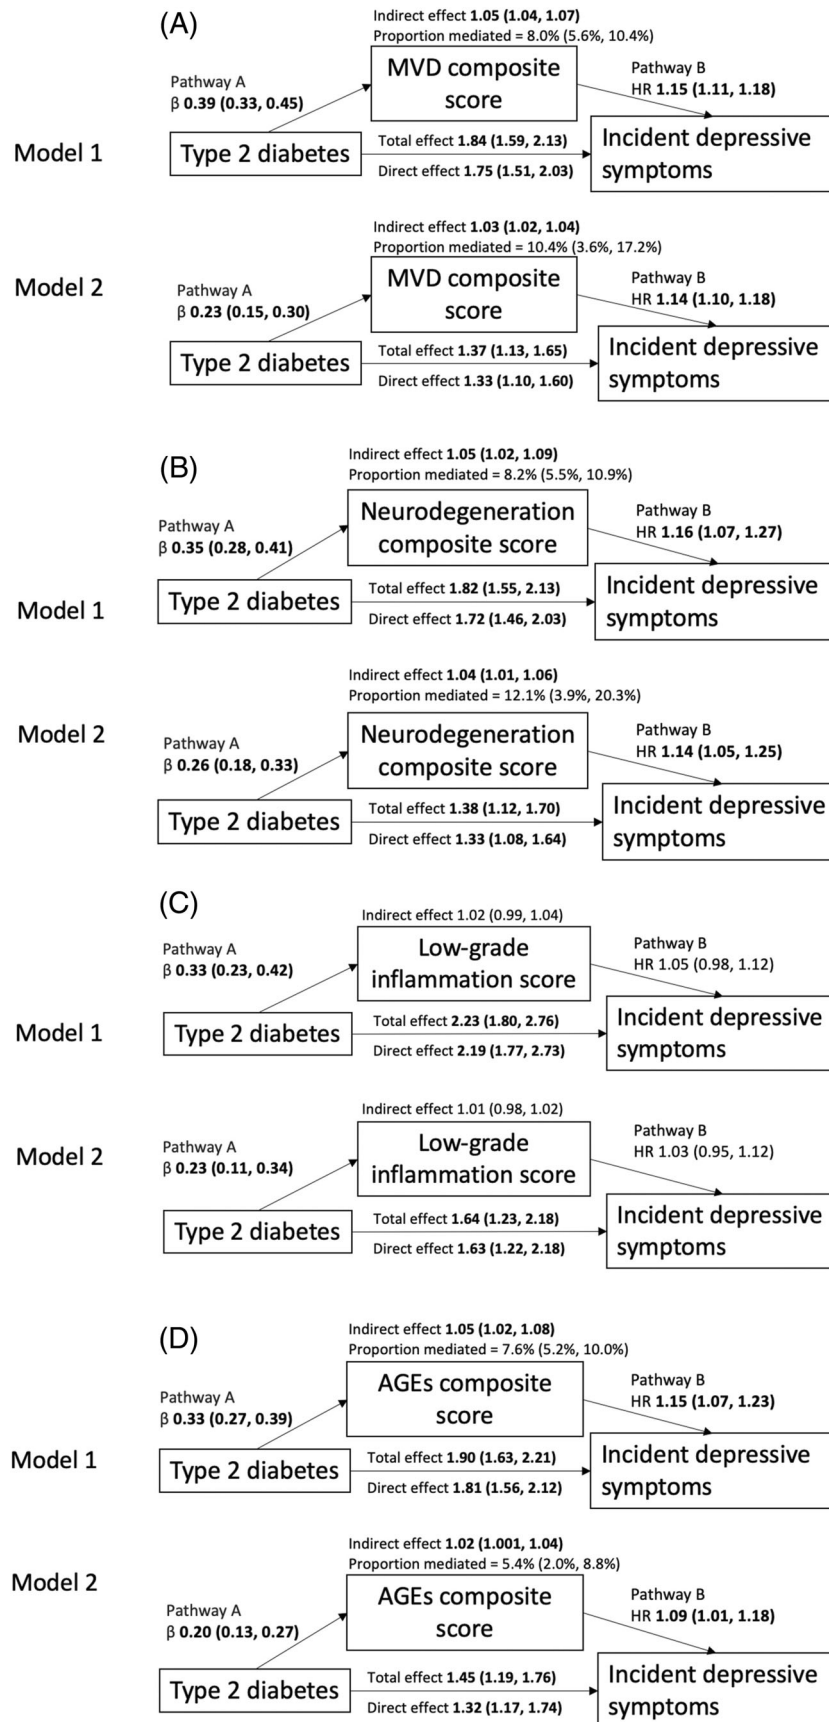 (A)
Indirect effect 1.05 (1.04, 1.07)
Proportion mediated = 8.0% (5.6%, 10.4%)
Pathway A
β 0.39 (0.33, 0.45)
MVD composite
score
Pathway B
HR 1.15 (1.11, 1.18)
Model 1
Type 2 diabetes
Total effect 1.84 (1.59, 2.13)
Direct effect 1.75 (1.51, 2.03)
Incident depressive
symptoms
Indirect effect 1.03 (1.02, 1.04)
Proportion mediated = 10.4% (3.6%, 17.2%)
Model 2
Pathway A
β 0.23 (0.15, 0.30)
MVD composite
score
Pathway B
HR 1.14 (1.10, 1.18)
Type 2 diabetes
Total effect 1.37 (1.13, 1.65)
Direct effect 1.33 (1.10, 1.60)
Incident depressive
symptoms
(B)
Indirect effect 1.05 (1.02, 1.09)
Proportion mediated = 8.2% (5.5%, 10.9%)
Pathway A
β 0.35 (0.28, 0.41)
Neurodegeneration
composite score
Pathway B
HR 1.16 (1.07, 1.27)
Model 1
Type 2 diabetes
Total effect 1.82 (1.55, 2.13)
Direct effect 1.72 (1.46, 2.03)
Incident depressive
symptoms
Indirect effect 1.04 (1.01, 1.06)
Proportion mediated = 12.1% (3.9%, 20.3%)
Model 2
Pathway A
β 0.26 (0.18, 0.33)
Neurodegeneration
composite score
Pathway B
HR 1.14 (1.05, 1.25)
Type 2 diabetes
Total effect 1.38 (1.12, 1.70)
Direct effect 1.33 (1.08, 1.64)
Incident depressive
symptoms
(C)
Indirect effect 1.02 (0.99, 1.04)
Pathway A
β 0.33 (0.23, 0.42)
Low-grade
inflammation score
Pathway B
HR 1.05 (0.98, 1.12)
Model 1
Type 2 diabetes
Total effect 2.23 (1.80, 2.76)
Direct effect 2.19 (1.77, 2.73)
Incident depressive
symptoms
Indirect effect 1.01 (0.98, 1.02)
Model 2
Pathway A
β 0.23 (0.11, 0.34)
Low-grade
inflammation score
Pathway B
HR 1.03 (0.95, 1.12)
Type 2 diabetes
Total effect 1.64 (1.23, 2.18)
Direct effect 1.63 (1.22, 2.18)
Incident depressive
symptoms
(D)
Indirect effect 1.05 (1.02, 1.08)
Proportion mediated = 7.6% (5.2%, 10.0%)
Pathway A
β 0.33 (0.27, 0.39)
AGEs composite
score
Pathway B
HR 1.15 (1.07, 1.23)
Model 1
Type 2 diabetes
Total effect 1.90 (1.63, 2.21)
Direct effect 1.81 (1.56, 2.12)
Incident depressive
symptoms
Indirect effect 1.02 (1.001, 1.04)
Proportion mediated = 5.4% (2.0%, 8.8%)
Model 2
Pathway A
β 0.20 (0.13, 0.27)
AGEs composite
score
Pathway B
HR 1.09 (1.01, 1.18)
Type 2 diabetes
Total effect 1.45 (1.19, 1.76)
Direct effect 1.32 (1.17, 1.74)
Incident depressive
symptoms